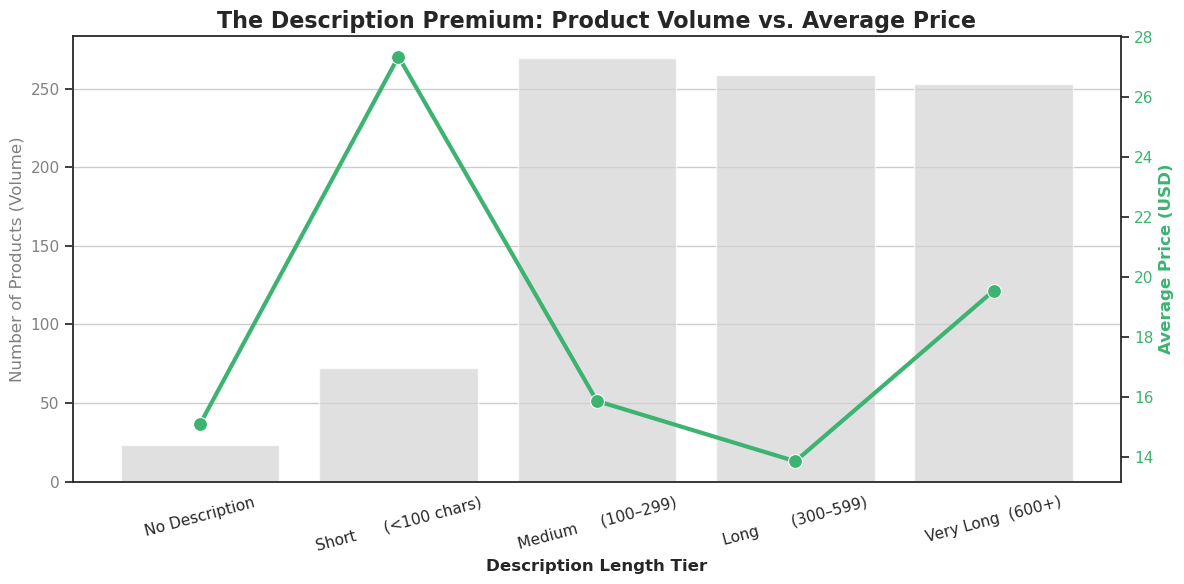 The Description Premium: Product Volume vs. Average Price
Number of Products (Volume)
250
200
150
100
50
0
28
26
24
22
20
18
16
14
Average Price (USD)
No Description
Short (<100 chars)
Medium (100–299)
Long (300–599)
Very Long (600+)
Description Length Tier